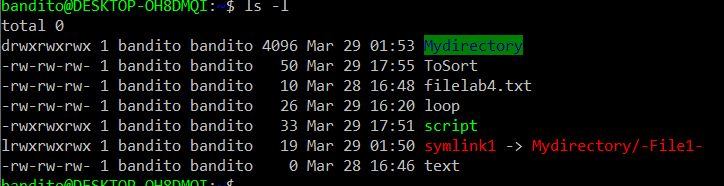 bandito@DESKTOP-OH8DMQI:~$ ls -l
total 0
drwxrwxrwx 1 bandito bandito 4096 Mar 29 01:53 Mydirectory
-rw-rw-rw- 1 bandito bandito   50 Mar 29 17:55 ToSort
-rw-rw-rw- 1 bandito bandito   10 Mar 28 16:48 filelab4.txt
-rw-rw-rw- 1 bandito bandito   26 Mar 29 16:20 loop
-rwxrwxrwx 1 bandito bandito   33 Mar 29 17:51 script
lrwxrwxrwx 1 bandito bandito   19 Mar 29 01:50 symlink1 -> Mydirectory/-File1-
-rw-rw-rw- 1 bandito bandito    0 Mar 28 16:46 text
bandito@DESKTOP-OH8DMQI:~$